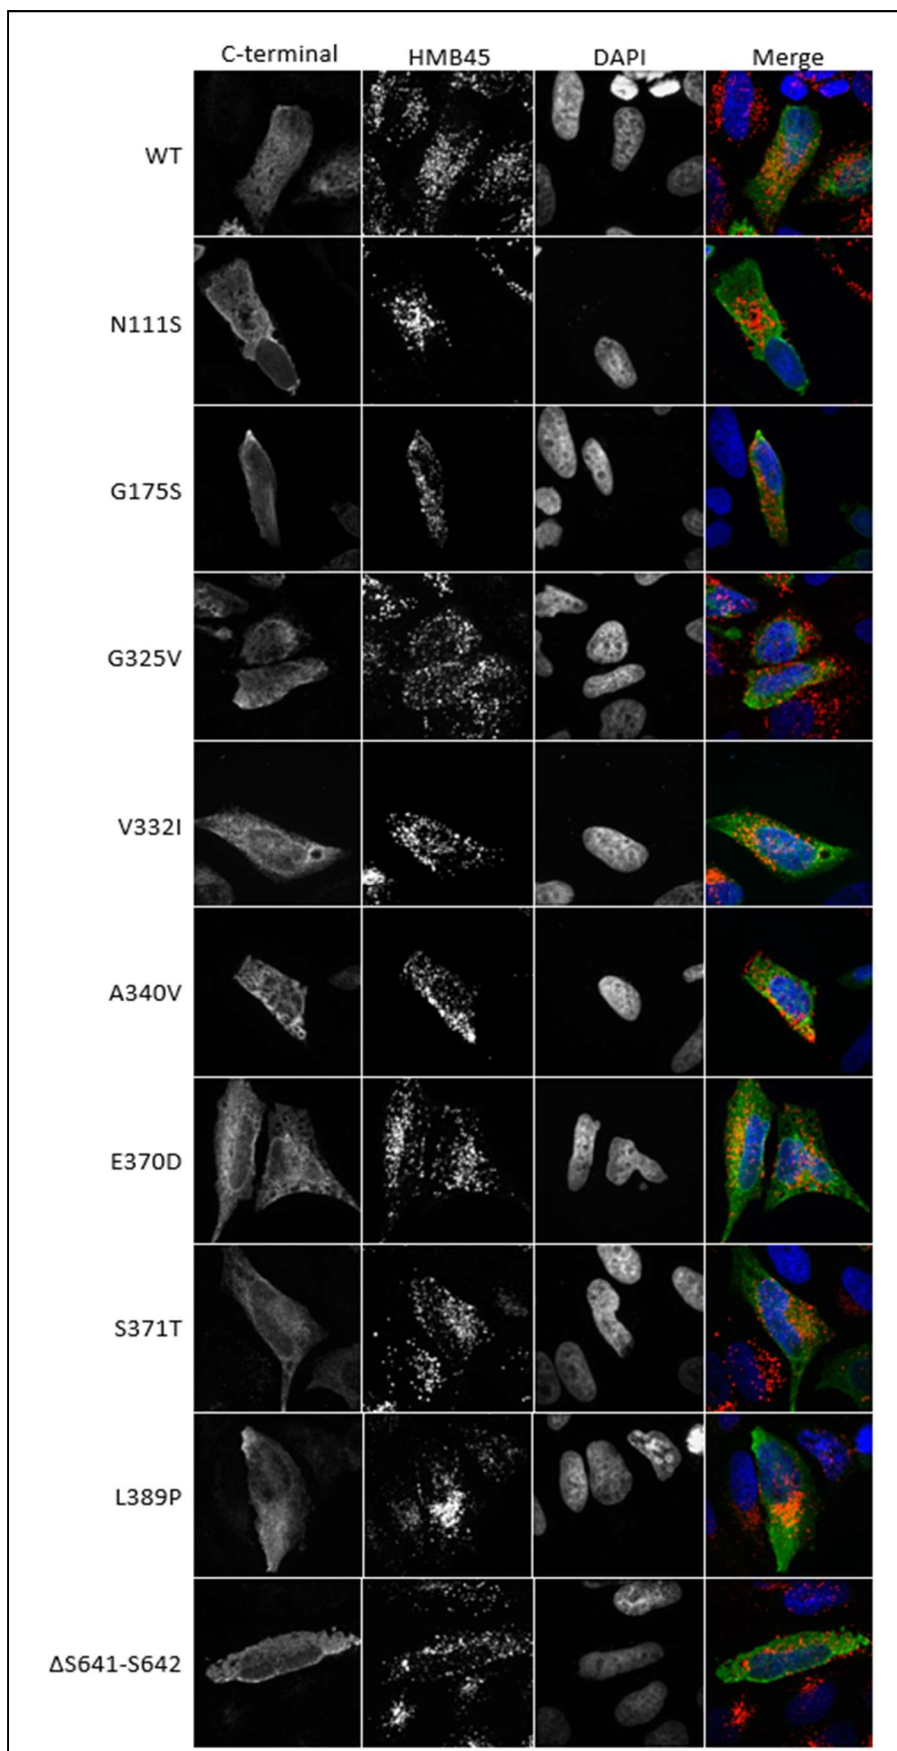 C-terminal HMB45 DAPI Merge
WT
N111S
G175S
G325V
V332I
A340V
E370D
S371T
L389P
ΔS641-S642